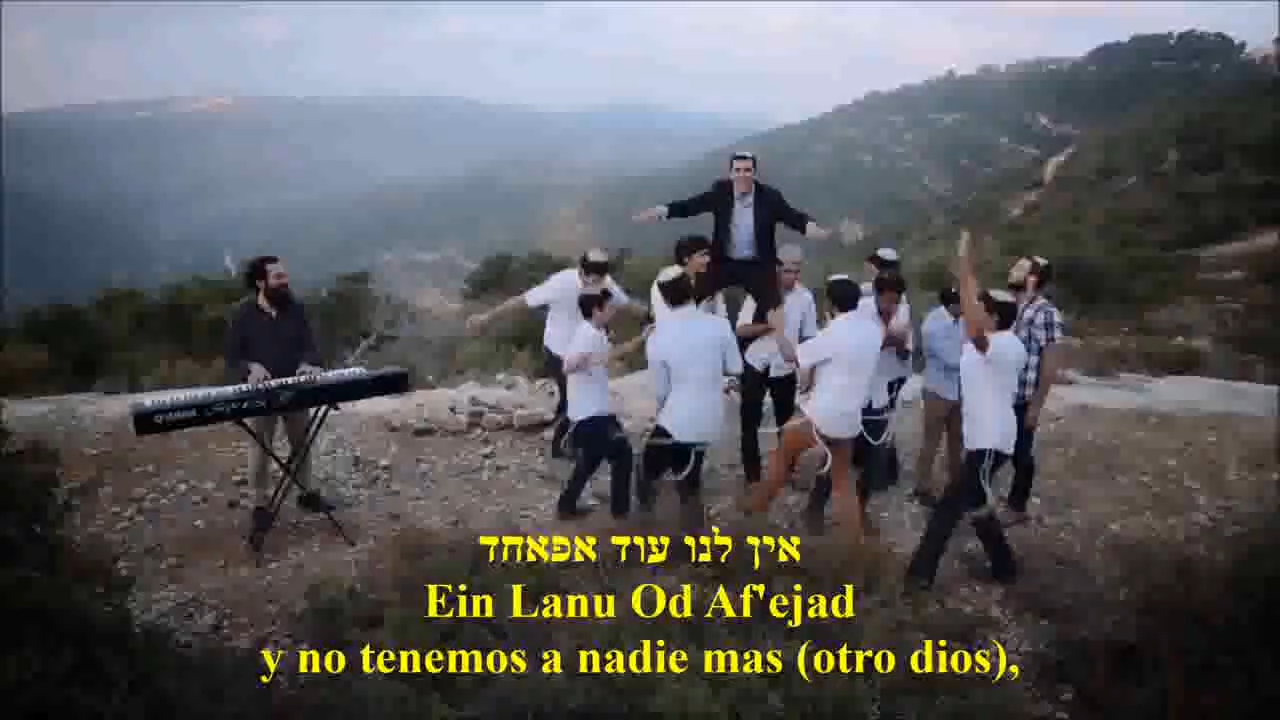 אין לנו עוד אפאחד
Ein Lanu Od Af'ejad
y no tenemos a nadie mas (otro dios),